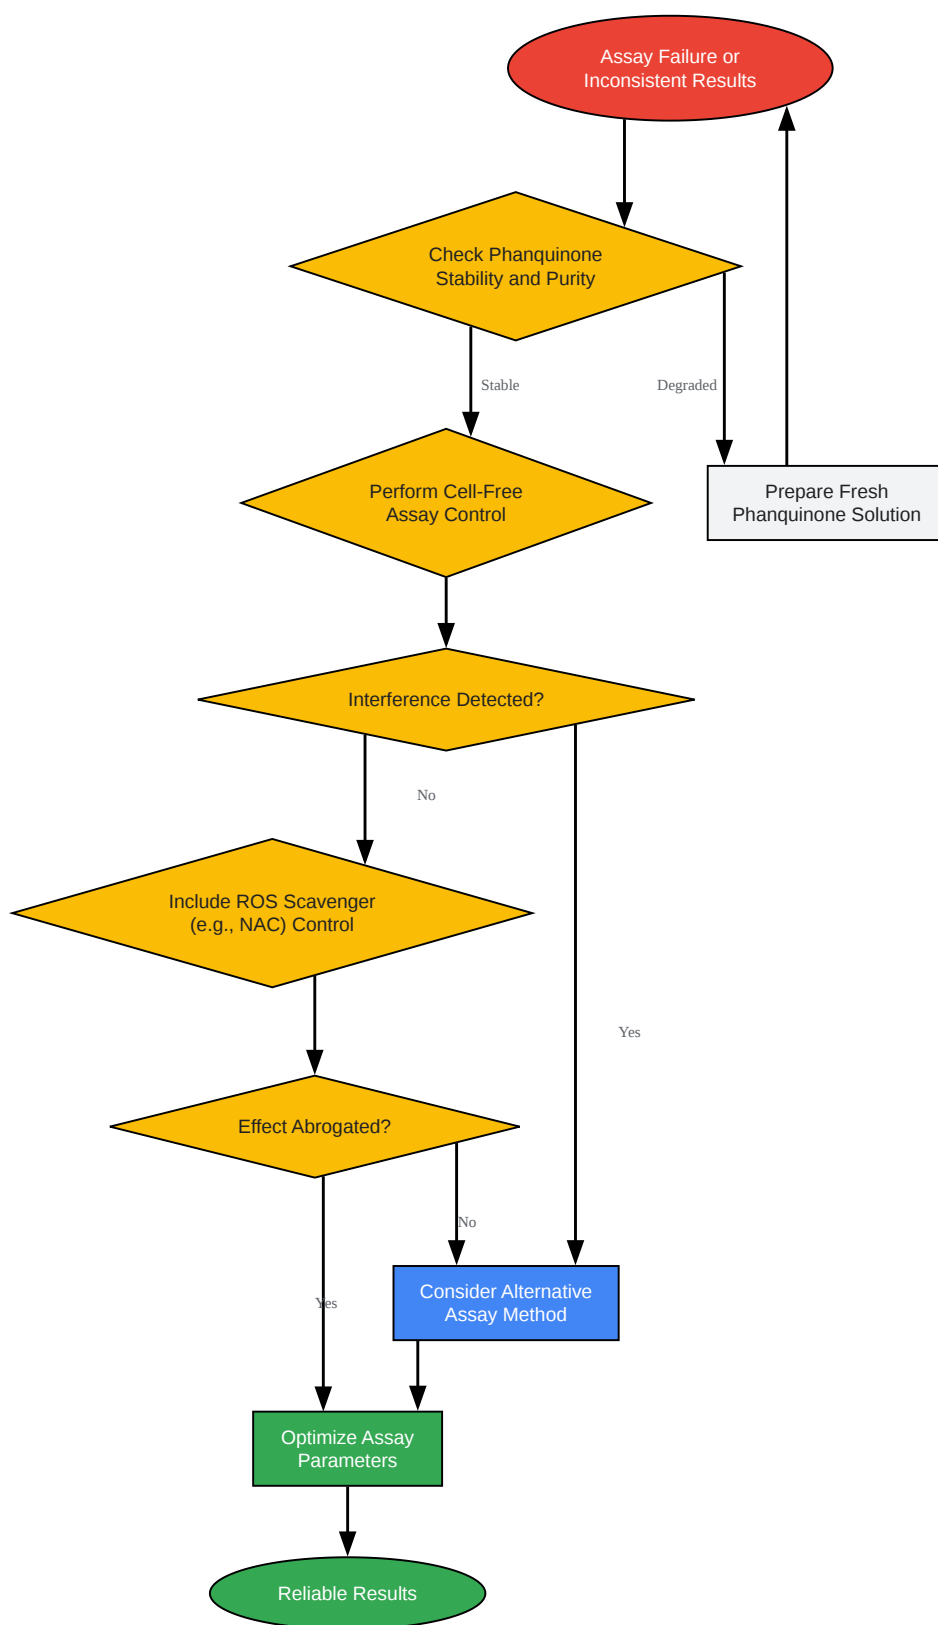 Assay Failure or
Inconsistent Results
Check Phanquinone
Stability and Purity
Stable
Degraded
Perform Cell-Free
Assay Control
Prepare Fresh
Phanquinone Solution
Interference Detected?
No
Include ROS Scavenger
(e.g., NAC) Control
Yes
Effect Abrogated?
No
Yes
Consider Alternative
Assay Method
Optimize Assay
Parameters
Reliable Results